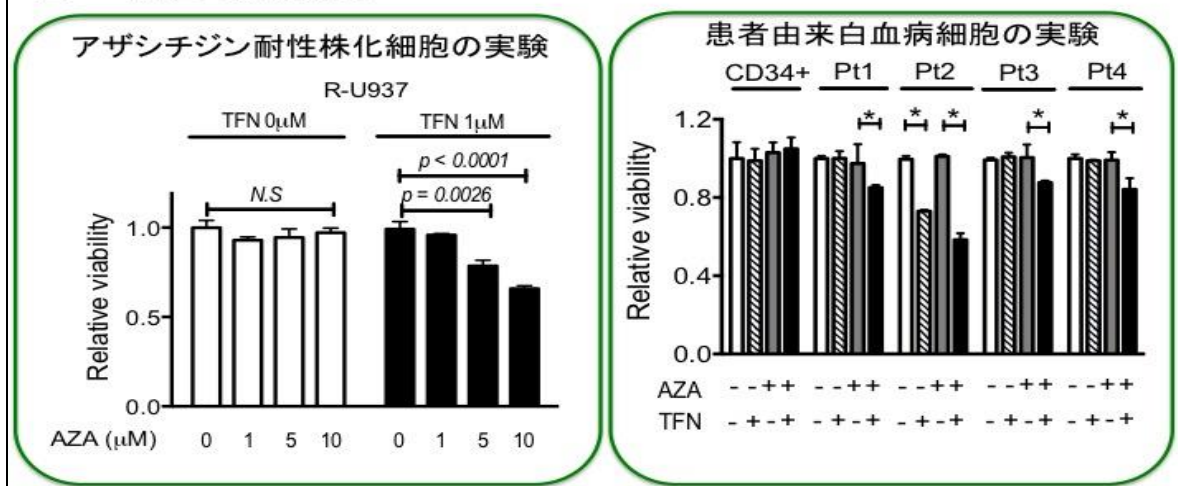 アザシチジン耐性株化細胞の実験
R-U937
TFN 0μM TFN 1μM
N.S
p < 0.0001
p = 0.0026
Relative viability
1.0
0.5
0.0
AZA (μM) 0 1 5 10 0 1 5 10
患者由来白血病細胞の実験
CD34+ Pt1 Pt2 Pt3 Pt4
* * * * *
Relative viability
1.2
0.8
0.4
0.0
AZA - - + + - - + + - - + + - - + + - - + +
TFN - + - + - + - + - + - + - + - + - + - +